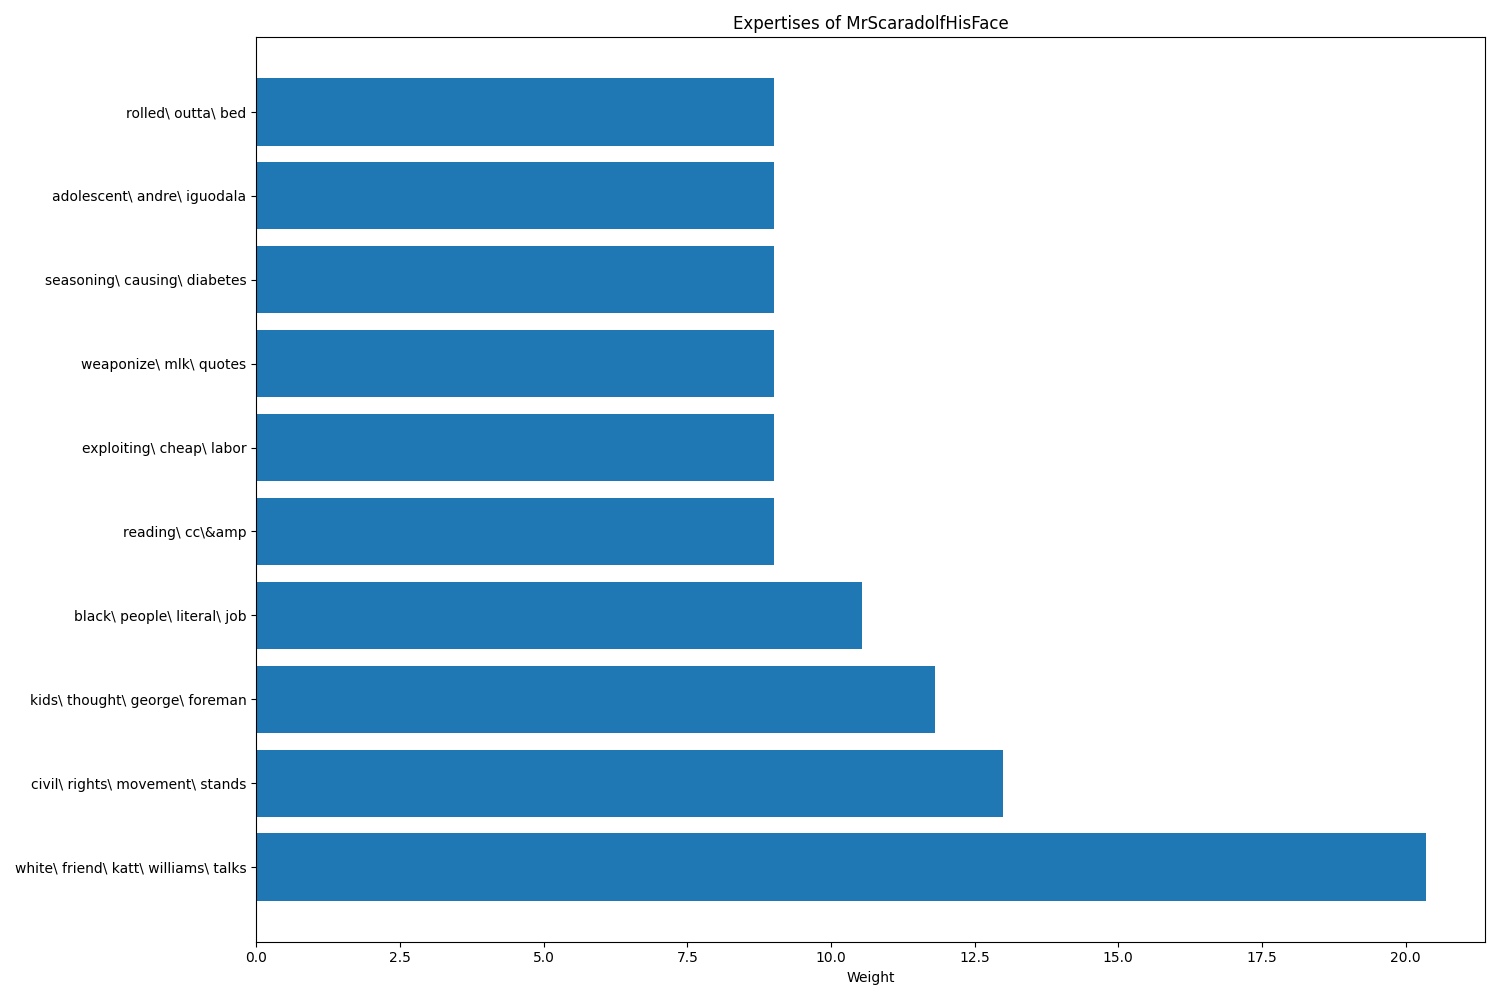 Expertises of MrScaradolfHisFace
rolled\ outta\ bed
adolescent\ andre\ iguodala
seasoning\ causing\ diabetes
weaponize\ mlk\ quotes
exploiting\ cheap\ labor
reading\ cc\&amp
black\ people\ literal\ job
kids\ thought\ george\ foreman
civil\ rights\ movement\ stands
white\ friend\ katt\ williams\ talks
0.0 2.5 5.0 7.5 10.0 12.5 15.0 17.5 20.0
Weight